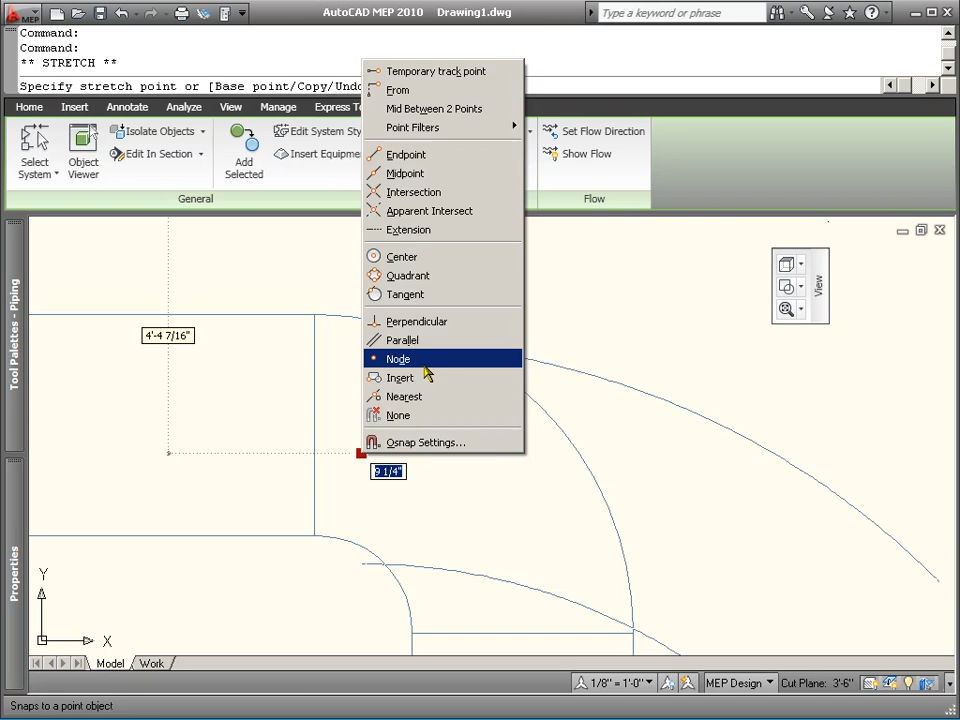 MEP
AutoCAD MEP 2010 Drawing1.dwg
Type a keyword or phrase
Command:
Command:
** STRETCH **
Specify stretch point or [Base point/Copy/Undo
Home Insert Annotate Analyze View Manage Express To
Select System
Object Viewer
Isolate Objects
Edit In Section
General
Add Selected
Edit System Sty
Insert Equipme
Set Flow Direction
Show Flow
Flow
Temporary track point
From
Mid Between 2 Points
Point Filters
Endpoint
Midpoint
Intersection
Apparent Intersect
Extension
Center
Quadrant
Tangent
Perpendicular
Parallel
Node
Insert
Nearest
None
Osnap Settings...
Tool Palettes - Piping
Properties
View
4'-4 7/16"
9 1/4"
Y
X
Model Work
1/8" = 1'-0" MEP Design Cut Plane: 3'-6"
Snaps to a point object